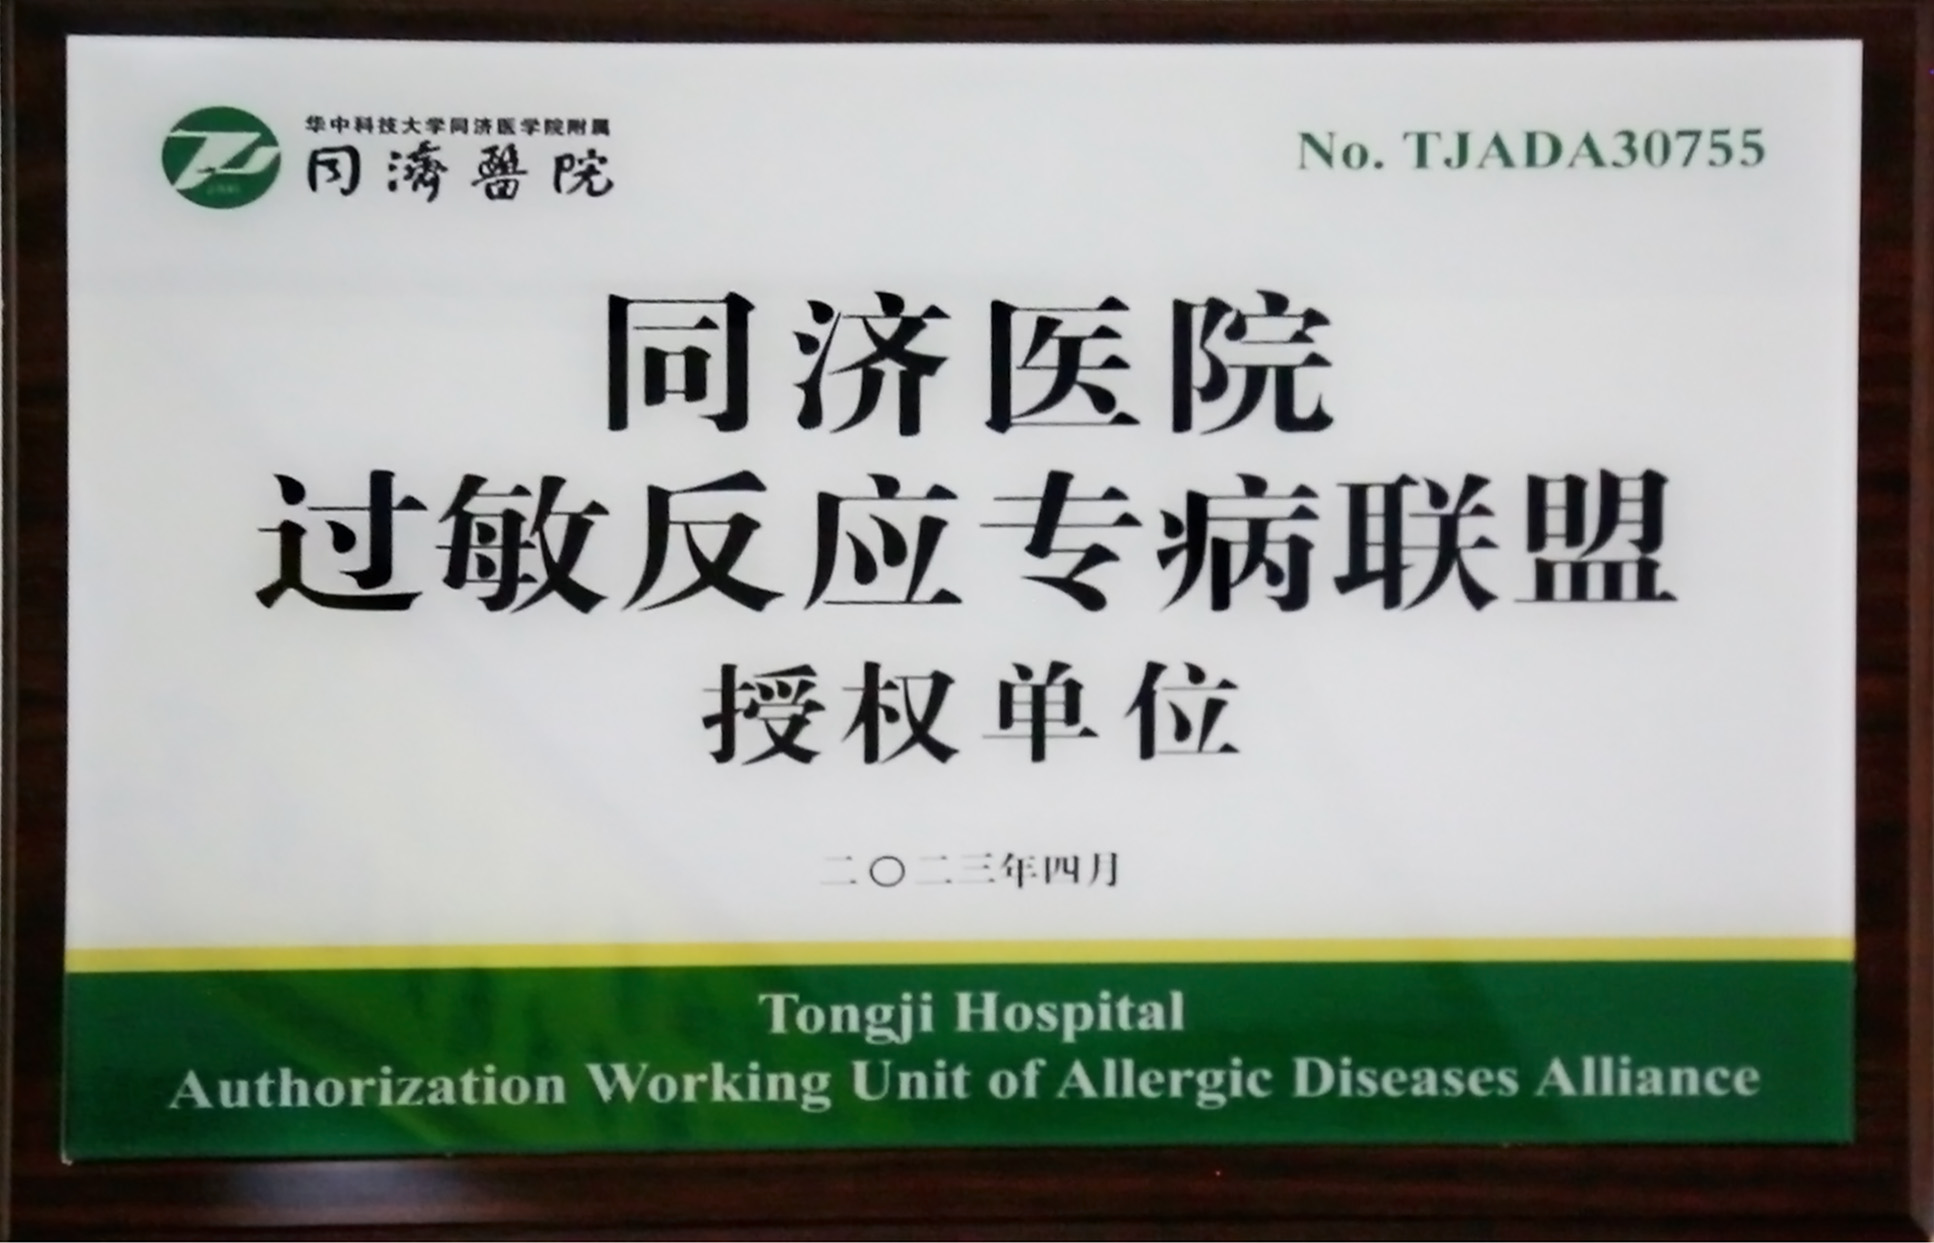 华中科技大学同济医学院附属
同濟醫院
No. TJADA30755
同济医院
过敏反应专病联盟
授权单位
二〇二三年四月
Tongji Hospital
Authorization Working Unit of Allergic Diseases Alliance